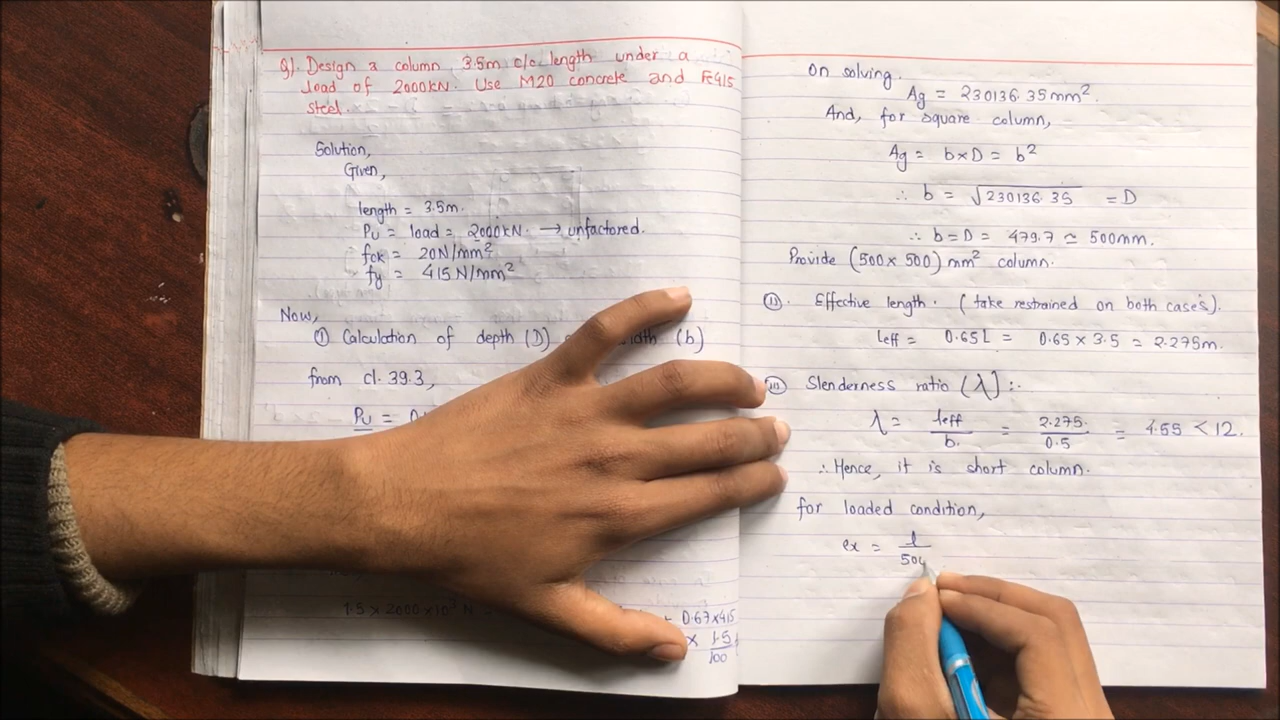 Q). Design a column 3.5m c/c length under a
load of 2000kN. Use M20 concrete and Fe415
steel.
Solution,
Given,
length = 3.5m.
Pu = load = 2000kN. → unfactored.
fck = 20N/mm²
fy = 415 N/mm²
Now,
① Calculation of depth (D) (b)
from cl. 39.3,
Pu =
1.5 × 2000 × 10³ N
+ 0.67×415
× 1.5
100
On solving.
Ag = 230136.35mm².
And, for square column,
Ag = b×D = b²
∴ b = √230136.35 = D
∴ b=D = 479.7 ≃ 500mm.
Provide (500 × 500) mm² column.
⑪. Effective length. (take restrained on both cases).
leff = 0.65l = 0.65 × 3.5 = 2.275m.
⑪ Slenderness ratio (λ) :-
λ = leff = 2.275. = 4.55 < 12.
b. 0.5
∴ Hence, it is short column.
for loaded condition,
ex = l
500